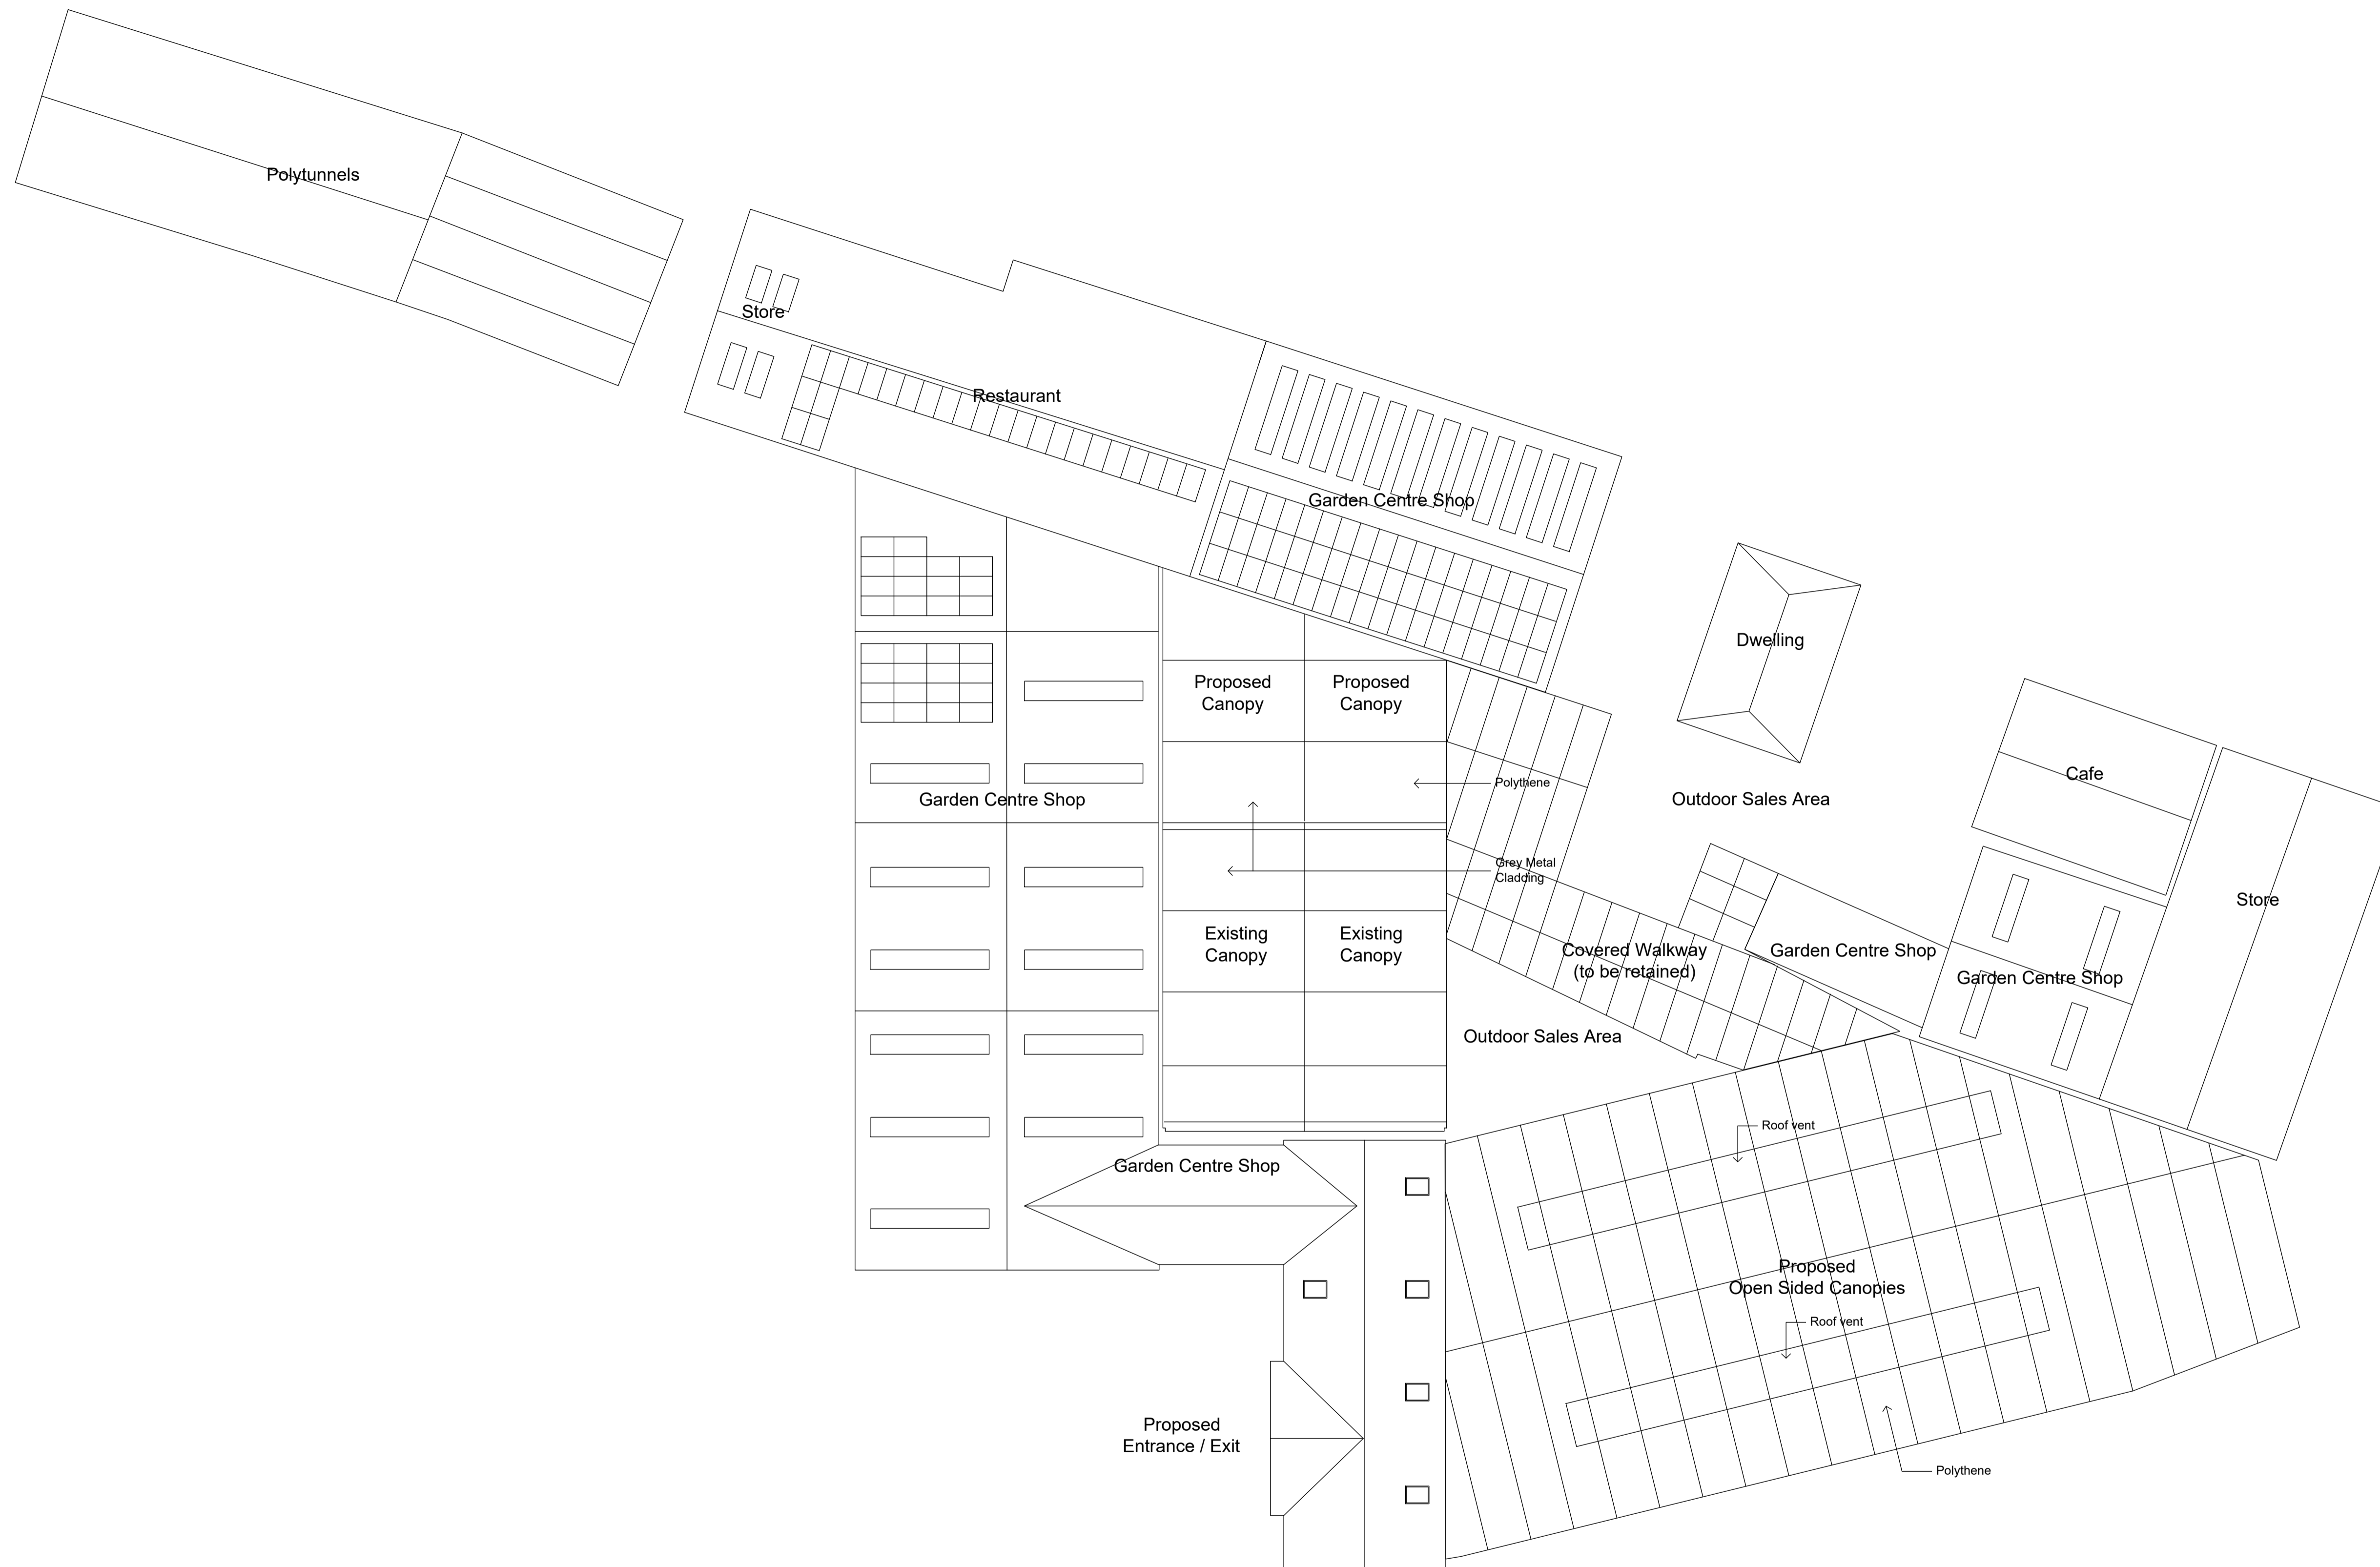 Polytunnels
Store
Restaurant
Garden Centre Shop
Dwelling
Proposed
Canopy
Proposed
Canopy
Polythene
Cafe
Garden Centre Shop
Outdoor Sales Area
Grey Metal
Cladding
Store
Existing
Canopy
Existing
Canopy
Covered Walkway
(to be retained)
Garden Centre Shop
Garden Centre Shop
Outdoor Sales Area
Roof vent
Garden Centre Shop
Proposed
Open Sided Canopies
Roof vent
Proposed
Entrance / Exit
Polythene